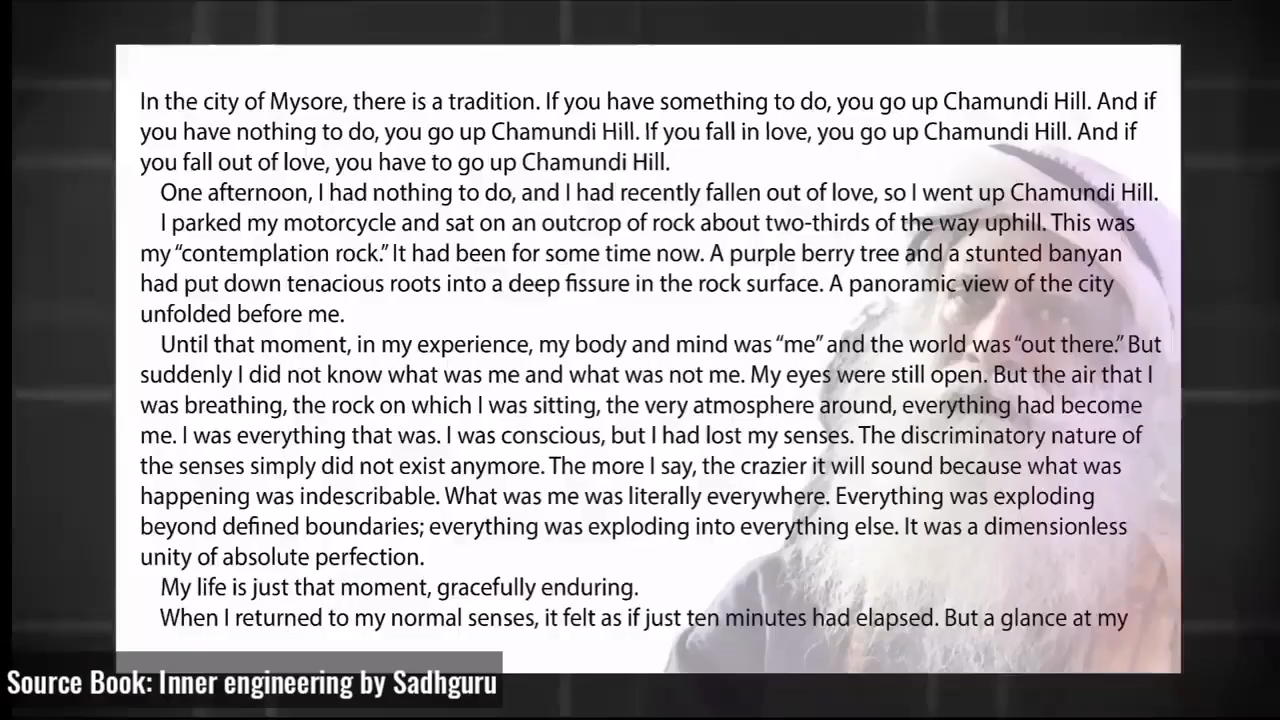 In the city of Mysore, there is a tradition. If you have something to do, you go up Chamundi Hill. And if
you have nothing to do, you go up Chamundi Hill. If you fall in love, you go up Chamundi Hill. And if
you fall out of love, you have to go up Chamundi Hill.
One afternoon, I had nothing to do, and I had recently fallen out of love, so I went up Chamundi Hill.
I parked my motorcycle and sat on an outcrop of rock about two-thirds of the way uphill. This was
my “contemplation rock.” It had been for some time now. A purple berry tree and a stunted banyan
had put down tenacious roots into a deep fissure in the rock surface. A panoramic view of the city
unfolded before me.
Until that moment, in my experience, my body and mind was “me” and the world was “out there.” But
suddenly I did not know what was me and what was not me. My eyes were still open. But the air that I
was breathing, the rock on which I was sitting, the very atmosphere around, everything had become
me. I was everything that was. I was conscious, but I had lost my senses. The discriminatory nature of
the senses simply did not exist anymore. The more I say, the crazier it will sound because what was
happening was indescribable. What was me was literally everywhere. Everything was exploding
beyond defined boundaries; everything was exploding into everything else. It was a dimensionless
unity of absolute perfection.
My life is just that moment, gracefully enduring.
When I returned to my normal senses, it felt as if just ten minutes had elapsed. But a glance at my
Source Book: Inner engineering by Sadhguru